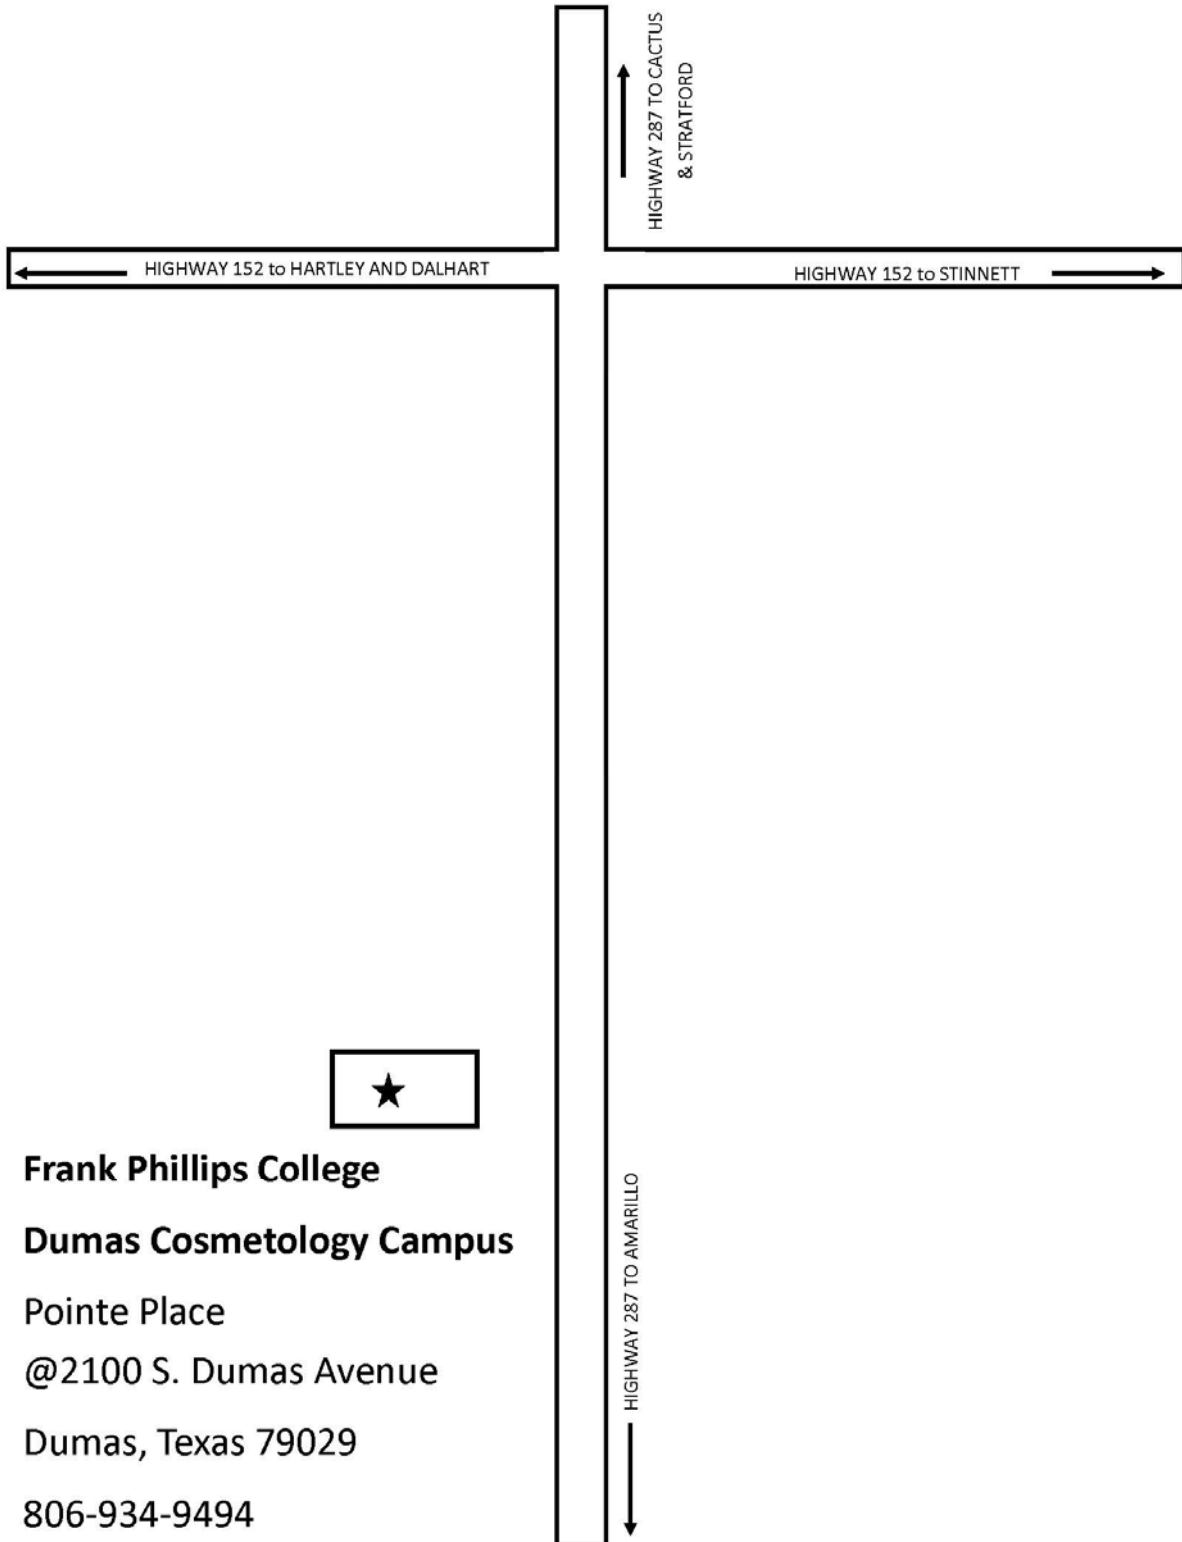 HIGHWAY 287 TO CACTUS
& STRATFORD
HIGHWAY 152 to HARTLEY AND DALHART
HIGHWAY 152 to STINNETT
Frank Phillips College
Dumas Cosmetology Campus
Pointe Place
@2100 S. Dumas Avenue
Dumas, Texas 79029
806-934-9494
HIGHWAY 287 TO AMARILLO